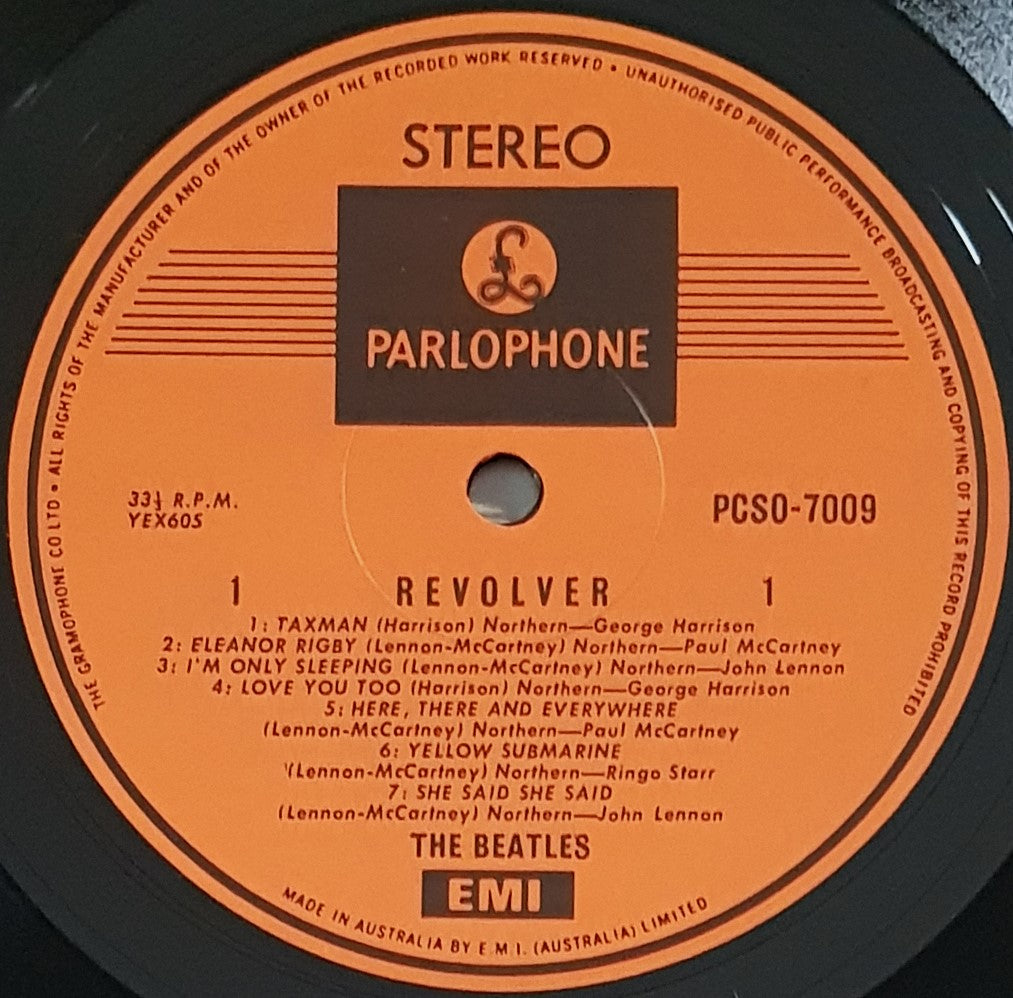 THE GRAMOPHONE CO LTD • ALL RIGHTS OF THE MANUFACTURER AND OF THE OWNER OF THE RECORDED WORK RESERVED • UNAUTHORISED PUBLIC PERFORMANCE BROADCASTING AND COPYING OF THIS RECORD PROHIBITED
STEREO
£
PARLOPHONE
33⅓ R.P.M.
YEX605
PCSO-7009
1 REVOLVER 1
1: TAXMAN (Harrison) Northern—George Harrison
2: ELEANOR RIGBY (Lennon-McCartney) Northern—Paul McCartney
3: I'M ONLY SLEEPING (Lennon-McCartney) Northern—John Lennon
4: LOVE YOU TOO (Harrison) Northern—George Harrison
5: HERE, THERE AND EVERYWHERE
(Lennon-McCartney) Northern—Paul McCartney
6: YELLOW SUBMARINE
(Lennon-McCartney) Northern—Ringo Starr
7: SHE SAID SHE SAID
(Lennon-McCartney) Northern—John Lennon
THE BEATLES
EMI
MADE IN AUSTRALIA BY E.M.I. (AUSTRALIA) LIMITED